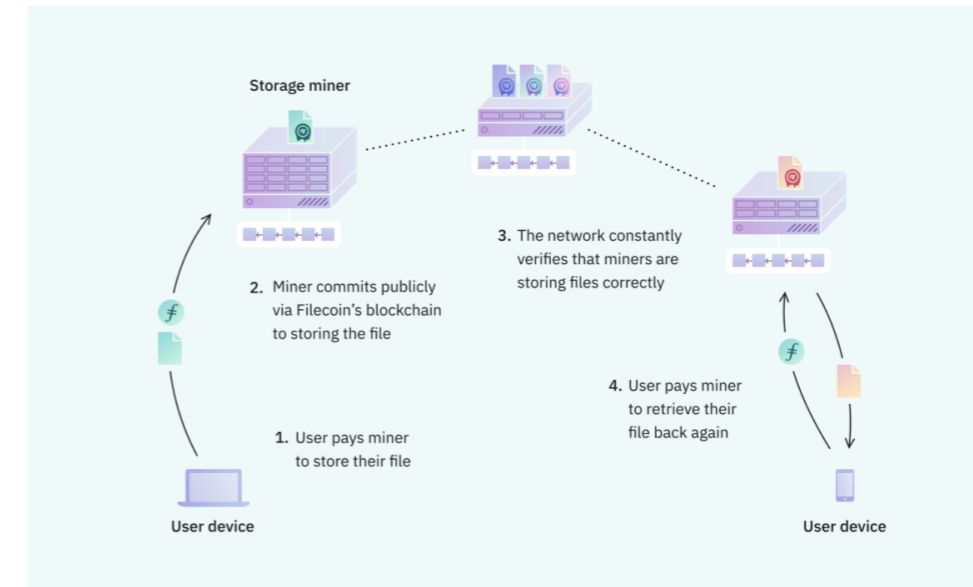 Storage miner
3. The network constantly
verifies that miners are
storing files correctly
2. Miner commits publicly
via Filecoin's blockchain
to storing the file
4. User pays miner
to retrieve their
file back again
1. User pays miner
to store their file
User device
User device